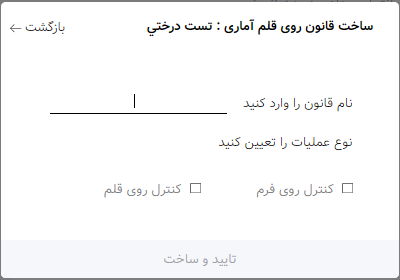 ساخت قانون روی قلم آماری : تست درختي
بازگشت
نام قانون را وارد کنید
نوع عملیات را تعیین کنید
کنترل روی فرم
کنترل روی قلم
تایید و ساخت